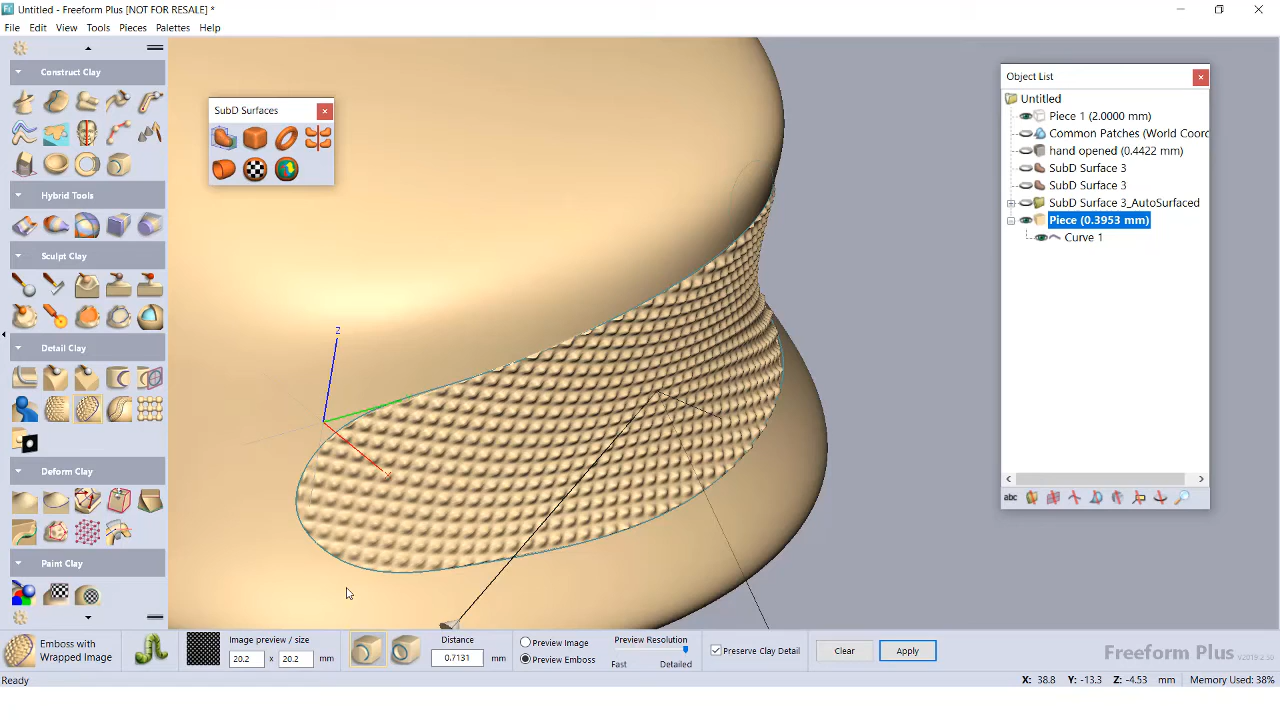 Untitled - Freeform Plus [NOT FOR RESALE] *
File Edit View Tools Pieces Palettes Help
Construct Clay
Hybrid Tools
Sculpt Clay
Detail Clay
Deform Clay
Paint Clay
SubD Surfaces
z
x
Object List
Untitled
Piece 1 (2.0000 mm)
Common Patches (World Coor
hand opened (0.4422 mm)
SubD Surface 3
SubD Surface 3
SubD Surface 3_AutoSurfaced
Piece (0.3953 mm)
Curve 1
abc
Emboss with
Wrapped Image
Image preview / size
20.2 x 20.2 mm
Distance
0.7131 mm
Preview Image
Preview Emboss
Preview Resolution
Fast Detailed
Preserve Clay Detail
Clear
Apply
Freeform Plus
Ready
X: 38.8 Y: -13.3 Z: -4.53 mm Memory Used: 38%